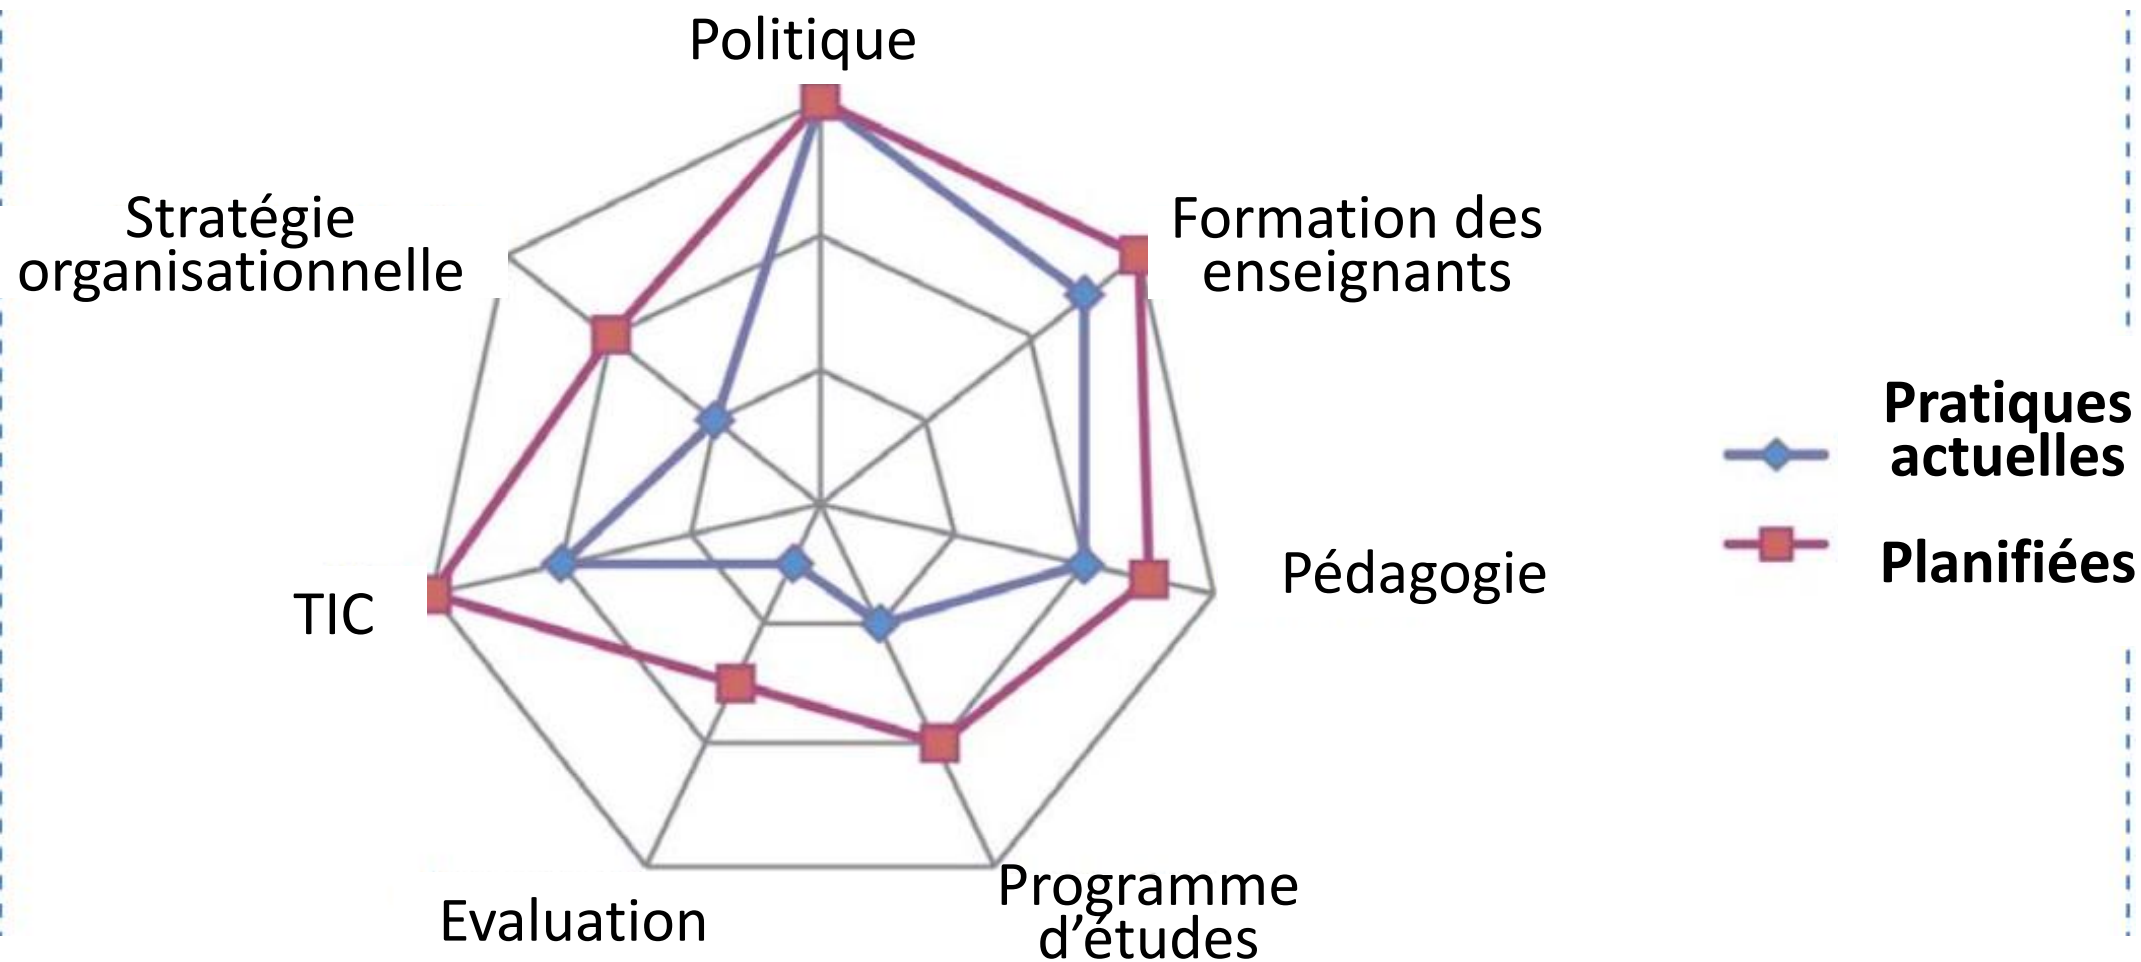 Politique
Stratégie
organisationnelle
Formation des
enseignants
Pratiques
actuelles
Planifiées
Pédagogie
TIC
Programme
d’études
Evaluation